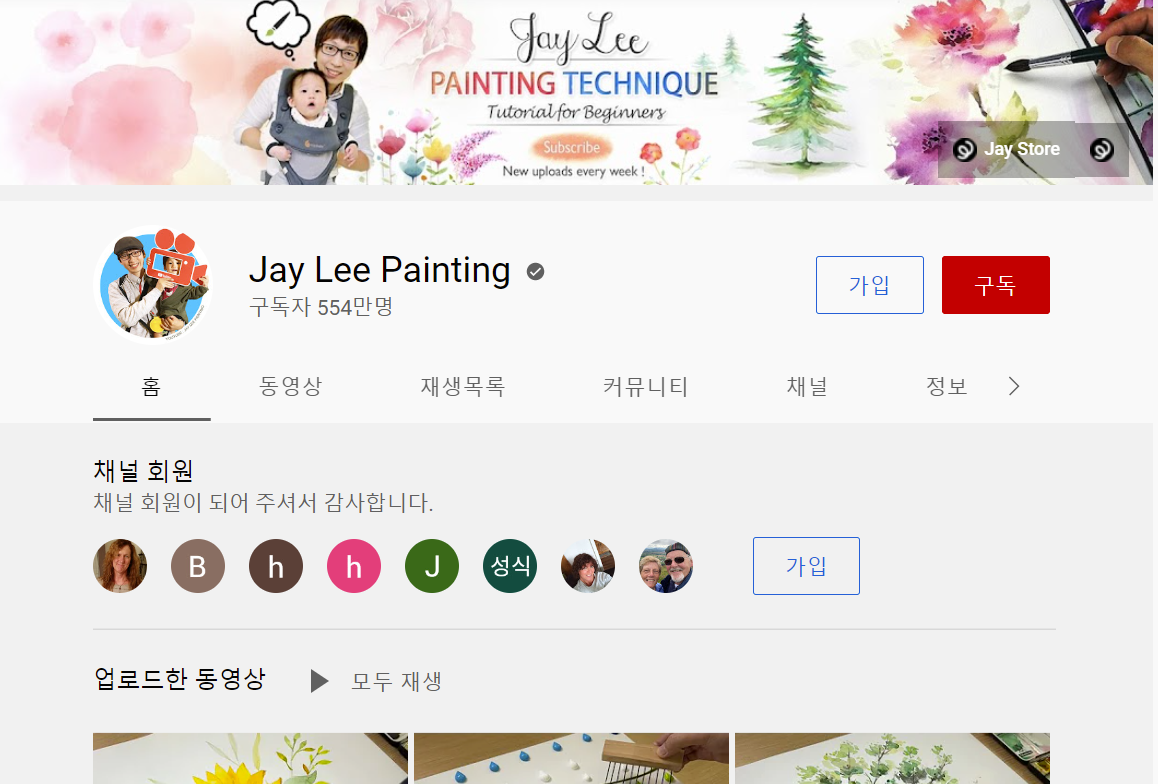 Jay Lee
PAINTING TECHNIQUE
Tutorial for Beginners
Subscribe
New uploads every week !
Jay Store
Jay Lee Painting
구독자 554만명
가입
구독
홈 동영상 재생목록 커뮤니티 채널 정보
채널 회원
채널 회원이 되어 주셔서 감사합니다.
B h h J 성식
가입
업로드한 동영상 모두 재생